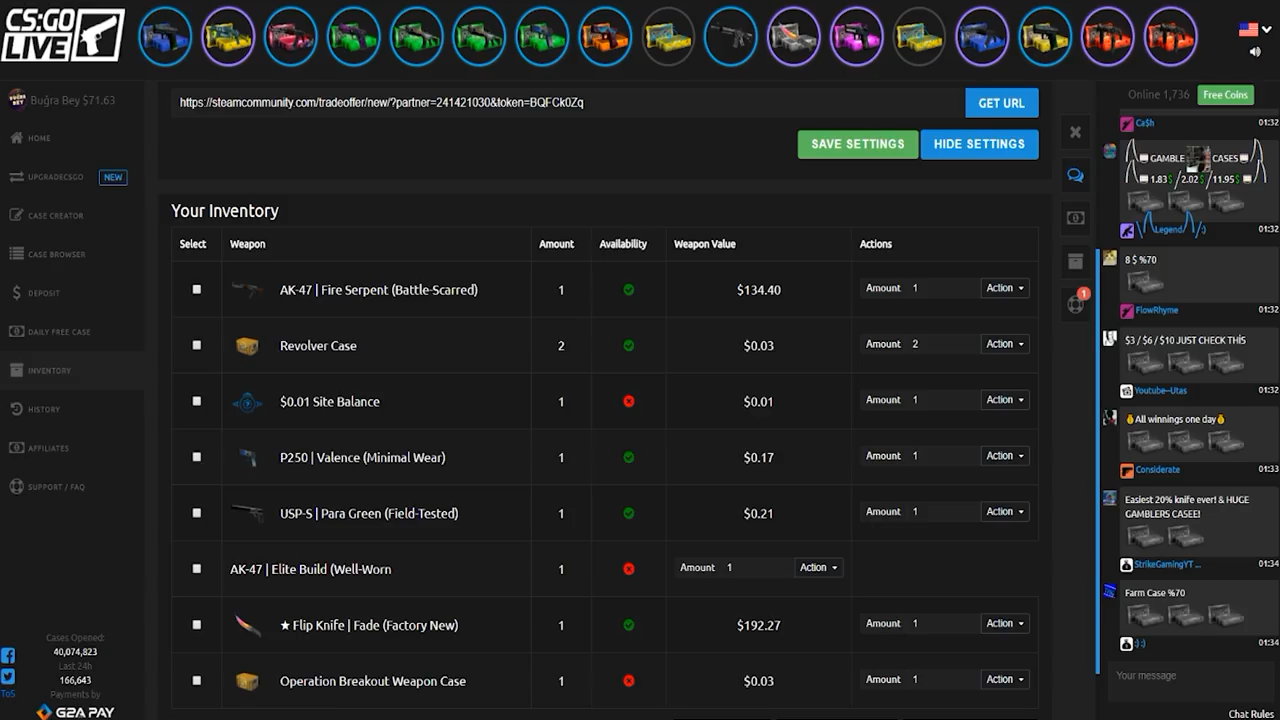 CS:GO
LIVE
Buğra Bey $71.63
HOME
UPGRADECSGO NEW
CASE CREATOR
CASE BROWSER
DEPOSIT
DAILY FREE CASE
INVENTORY
HISTORY
AFFILIATES
SUPPORT / FAQ
Cases Opened:
40,074,823
Last 24h
166,643
Payments by
ToS
G2A PAY
https://steamcommunity.com/tradeoffer/new/?partner=241421030&token=BQFCk0Zq GET URL
SAVE SETTINGS HIDE SETTINGS
Your Inventory
Select Weapon Amount Availability Weapon Value Actions
AK-47 | Fire Serpent (Battle-Scarred) 1 $134.40 Amount 1 Action
Revolver Case 2 $0.03 Amount 2 Action
$0.01 Site Balance 1 $0.01 Amount 1 Action
P250 | Valence (Minimal Wear) 1 $0.17 Amount 1 Action
USP-S | Para Green (Field-Tested) 1 $0.21 Amount 1 Action
AK-47 | Elite Build (Well-Worn 1 Amount 1 Action
★ Flip Knife | Fade (Factory New) 1 $192.27 Amount 1 Action
Operation Breakout Weapon Case 1 $0.03 Amount 1 Action
1
Online 1,736 Free Coins
Ca$h 01:32
GAMBLE CASES
1.83$ / 2.02$ / 11.95$
\/\Legend/\/:) 01:32
8 $ %70
FlowRhyme 01:32
$3 / $6 / $10 JUST CHECK THİS
Youtube--Utas 01:32
💰All winnings one day💰
Considerate 01:33
Easiest 20% knife ever! & HUGE
GAMBLERS CASEE!
StrikeGamingYT ... 01:34
Farm Case %70
:) :) 01:34
Your message
Chat Rules